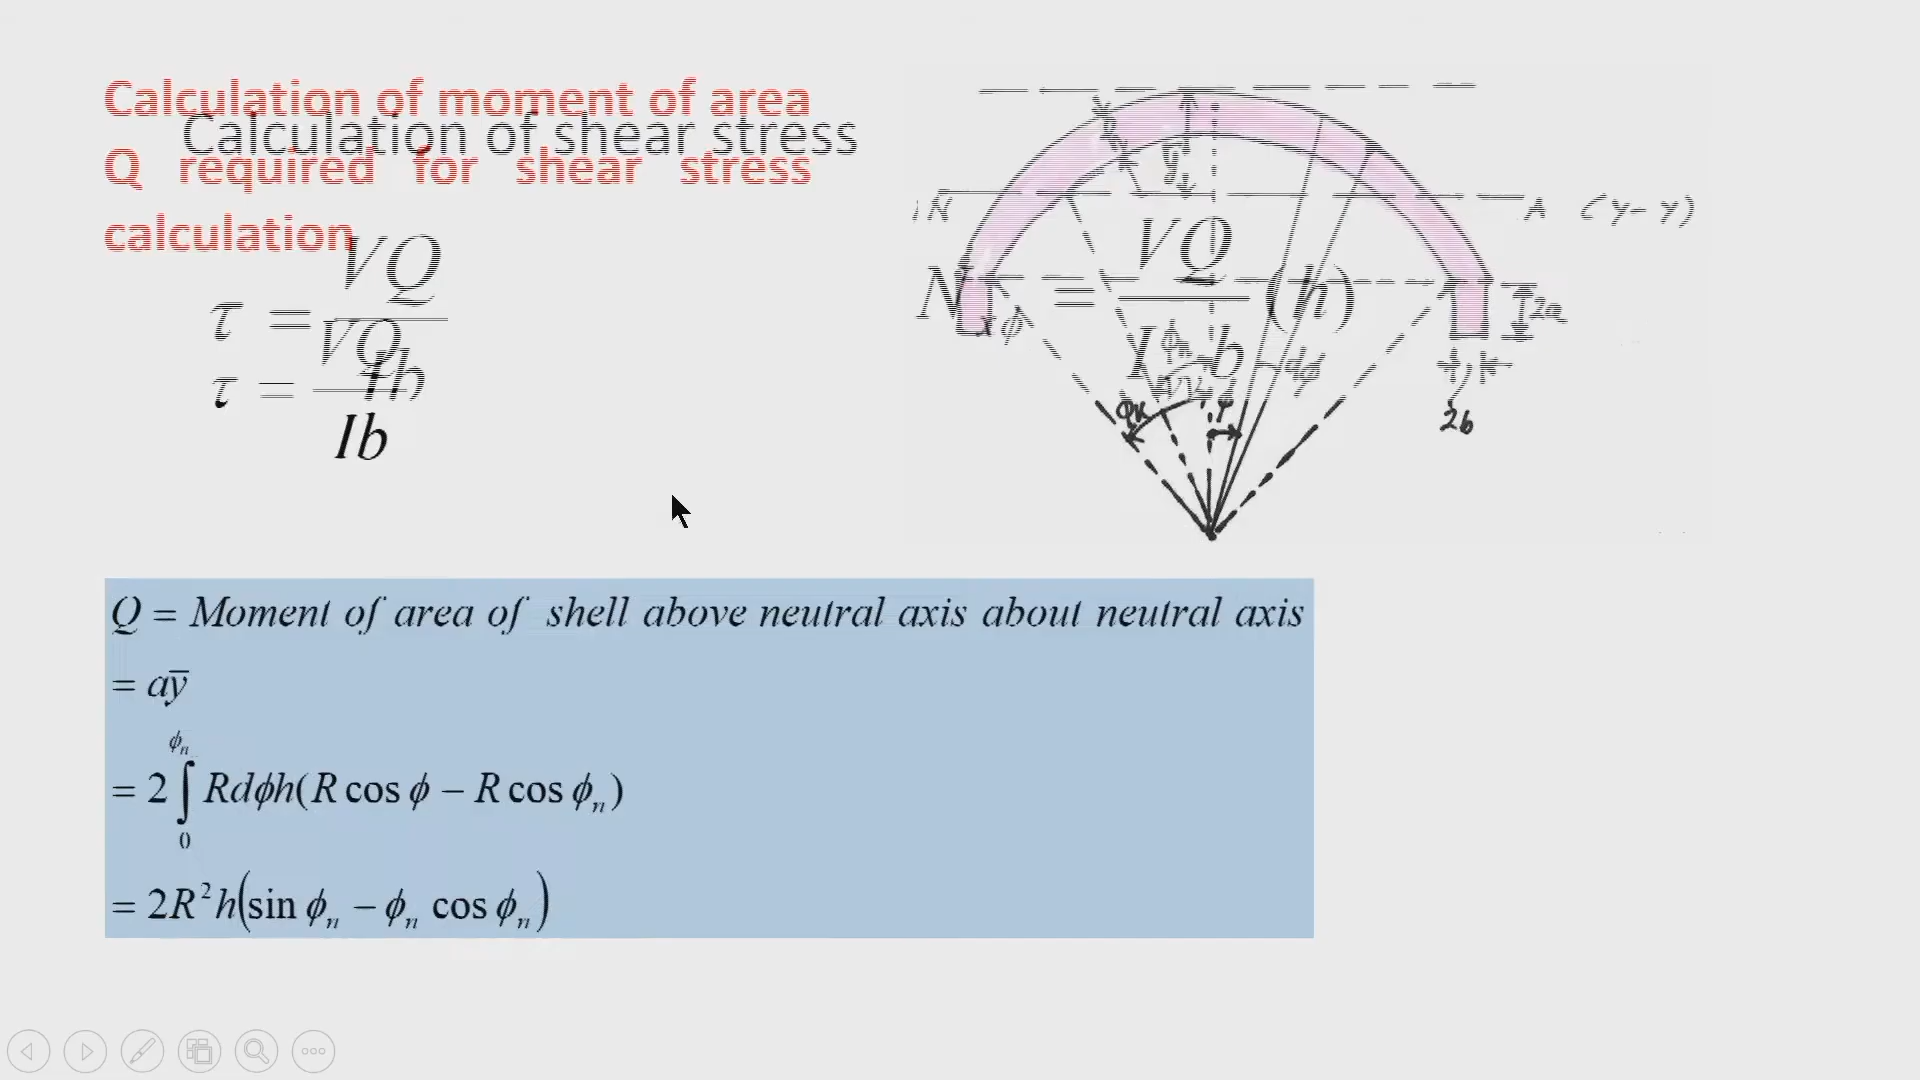 Calculation of moment of area
Q required for shear stress
calculation
Calculation of shear stress
τ = VQ
Ib
τ = VQ
Ib
N = VQ (h)
I b
N
A (y-y)
2a
2b
dφ
Q = Moment of area of shell above neutral axis about neutral axis
= aȳ
= 2 ∫₀^φₙ Rdφh(R cos φ − R cos φₙ)
= 2R²h(sin φₙ − φₙ cos φₙ)